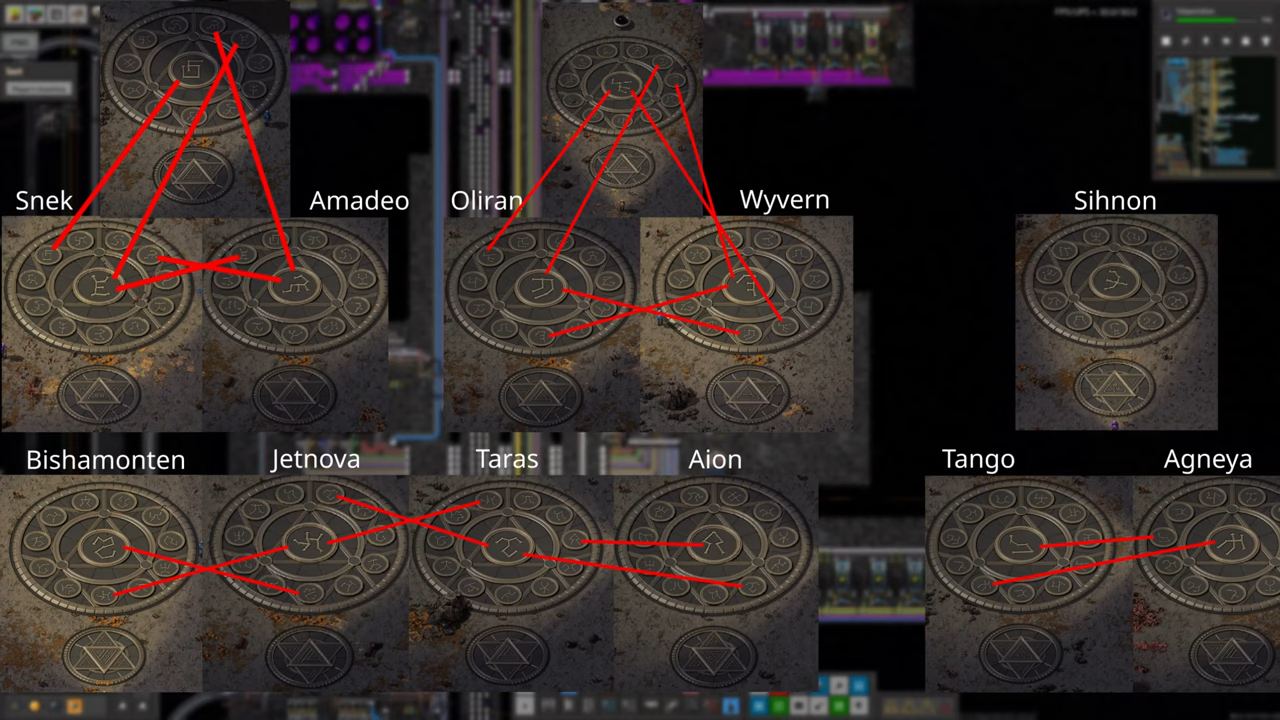 Snek
Amadeo
Oliran
Wyvern
Sihnon
Bishamonten
Jetnova
Taras
Aion
Tango
Agneya